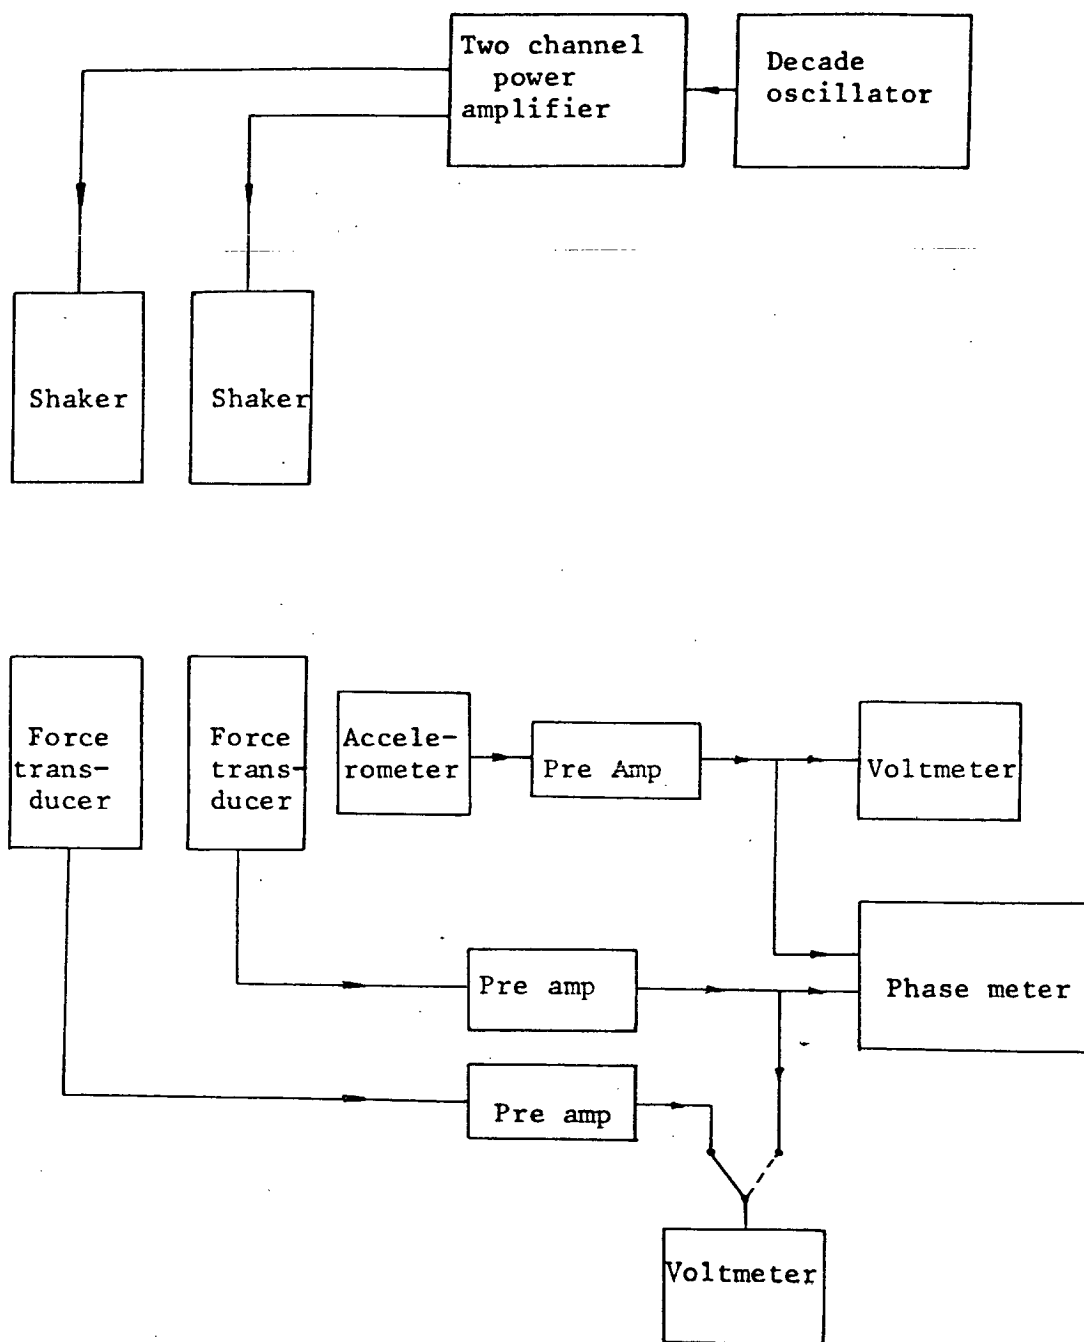 Two channel
power
amplifier
Decade
oscillator
Shaker
Shaker
Force
trans-
ducer
Force
trans-
ducer
Accele-
rometer
Pre Amp
Voltmeter
Pre amp
Phase meter
Pre amp
Voltmeter